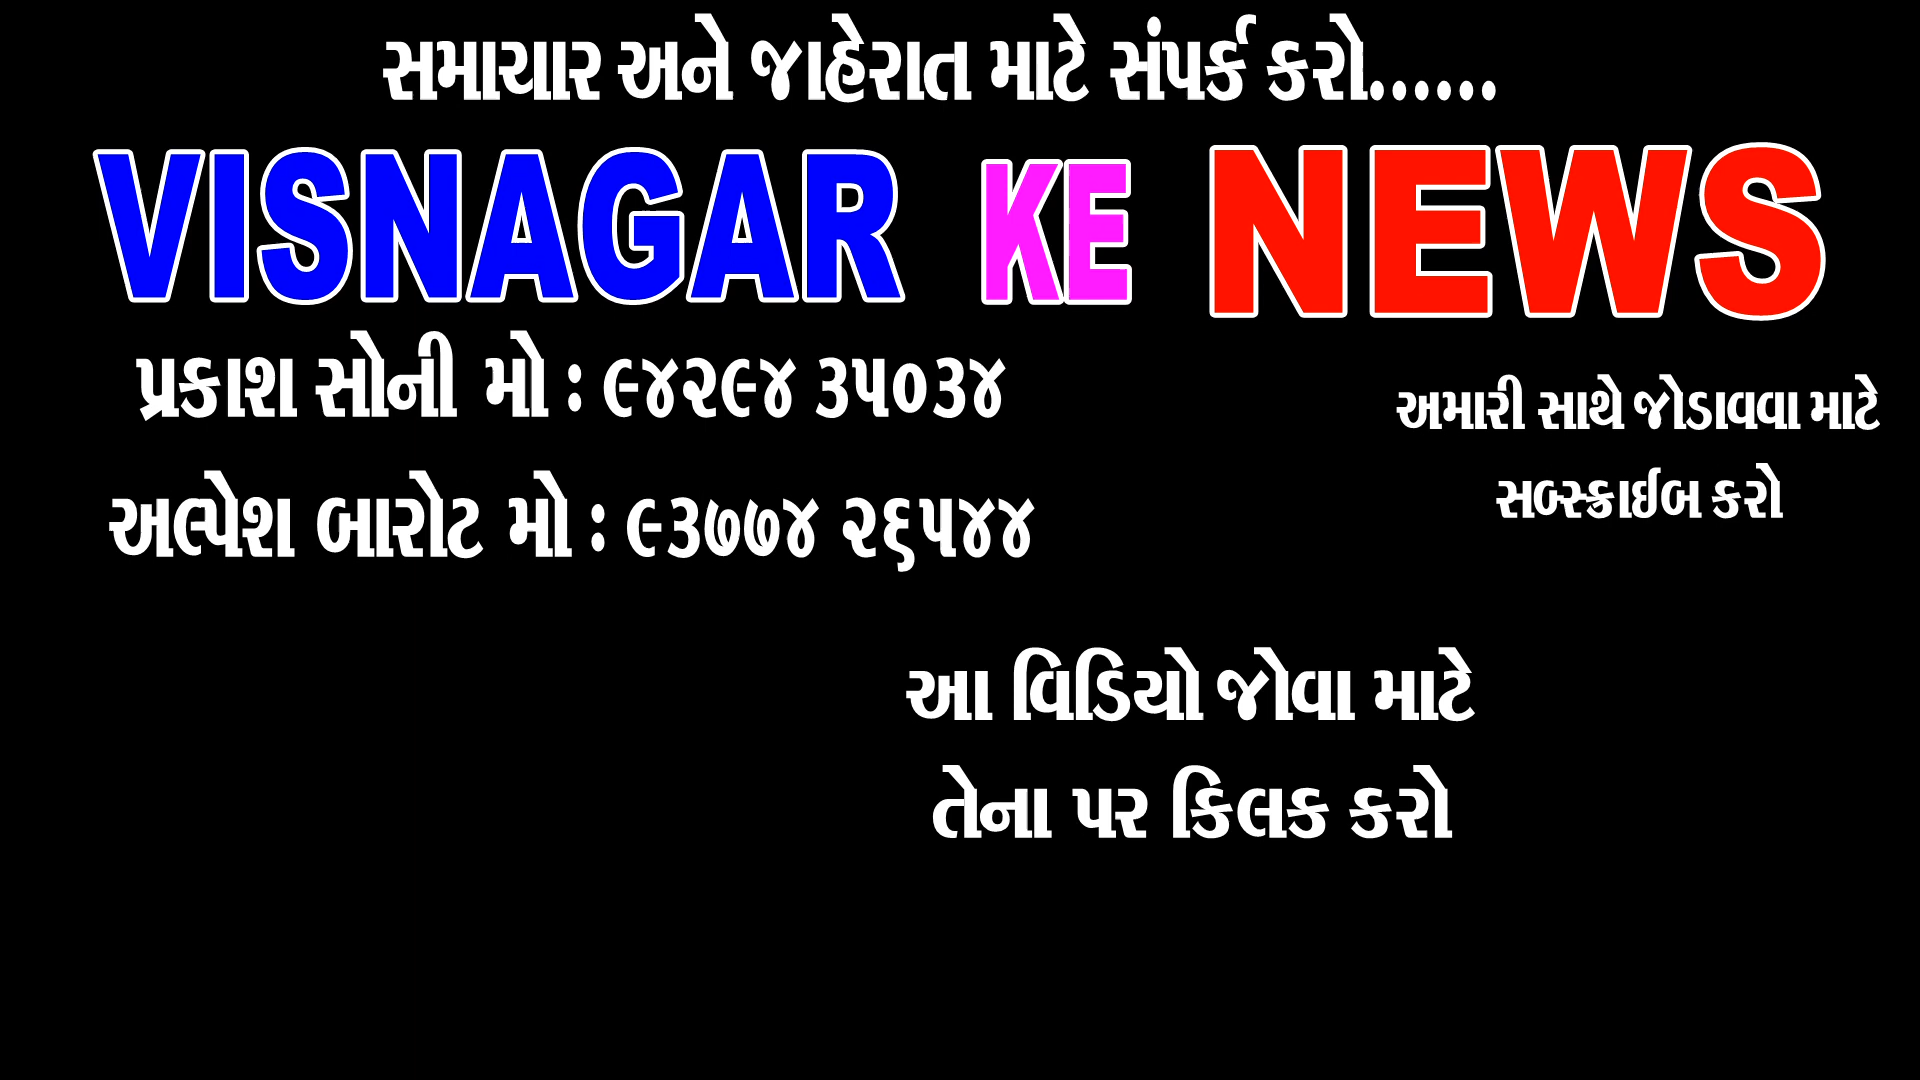 સમાચાર અને જાહેરાત માટે સંપર્ક કરો......
VISNAGAR KE NEWS
પ્રકાશ સોની મો : ૯૪૨૯૪ ૩૫૦૩૪
અલ્પેશ બારોટ મો : ૯૩૭૭૪ ૨૬૫૪૪
અમારી સાથે જોડાવવા માટે
સબ્સ્ક્રાઈબ કરો
આ વિડિયો જોવા માટે
તેના પર કિલક કરો